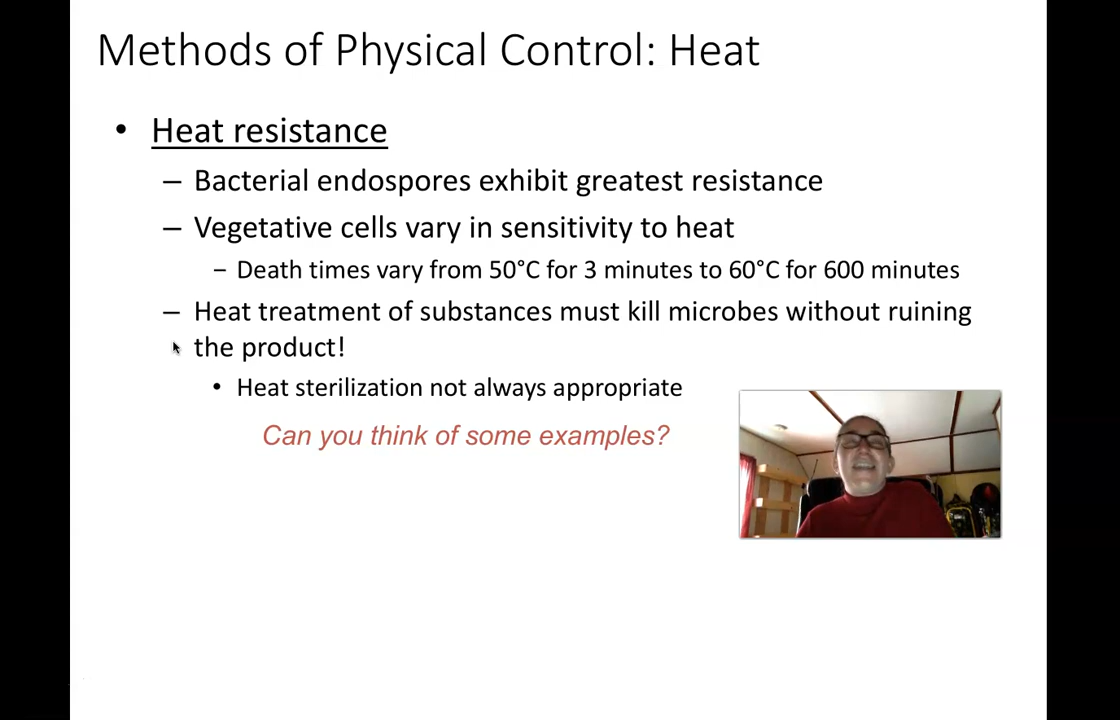 Methods of Physical Control: Heat
• Heat resistance
– Bacterial endospores exhibit greatest resistance
– Vegetative cells vary in sensitivity to heat
– Death times vary from 50°C for 3 minutes to 60°C for 600 minutes
– Heat treatment of substances must kill microbes without ruining
the product!
• Heat sterilization not always appropriate
Can you think of some examples?